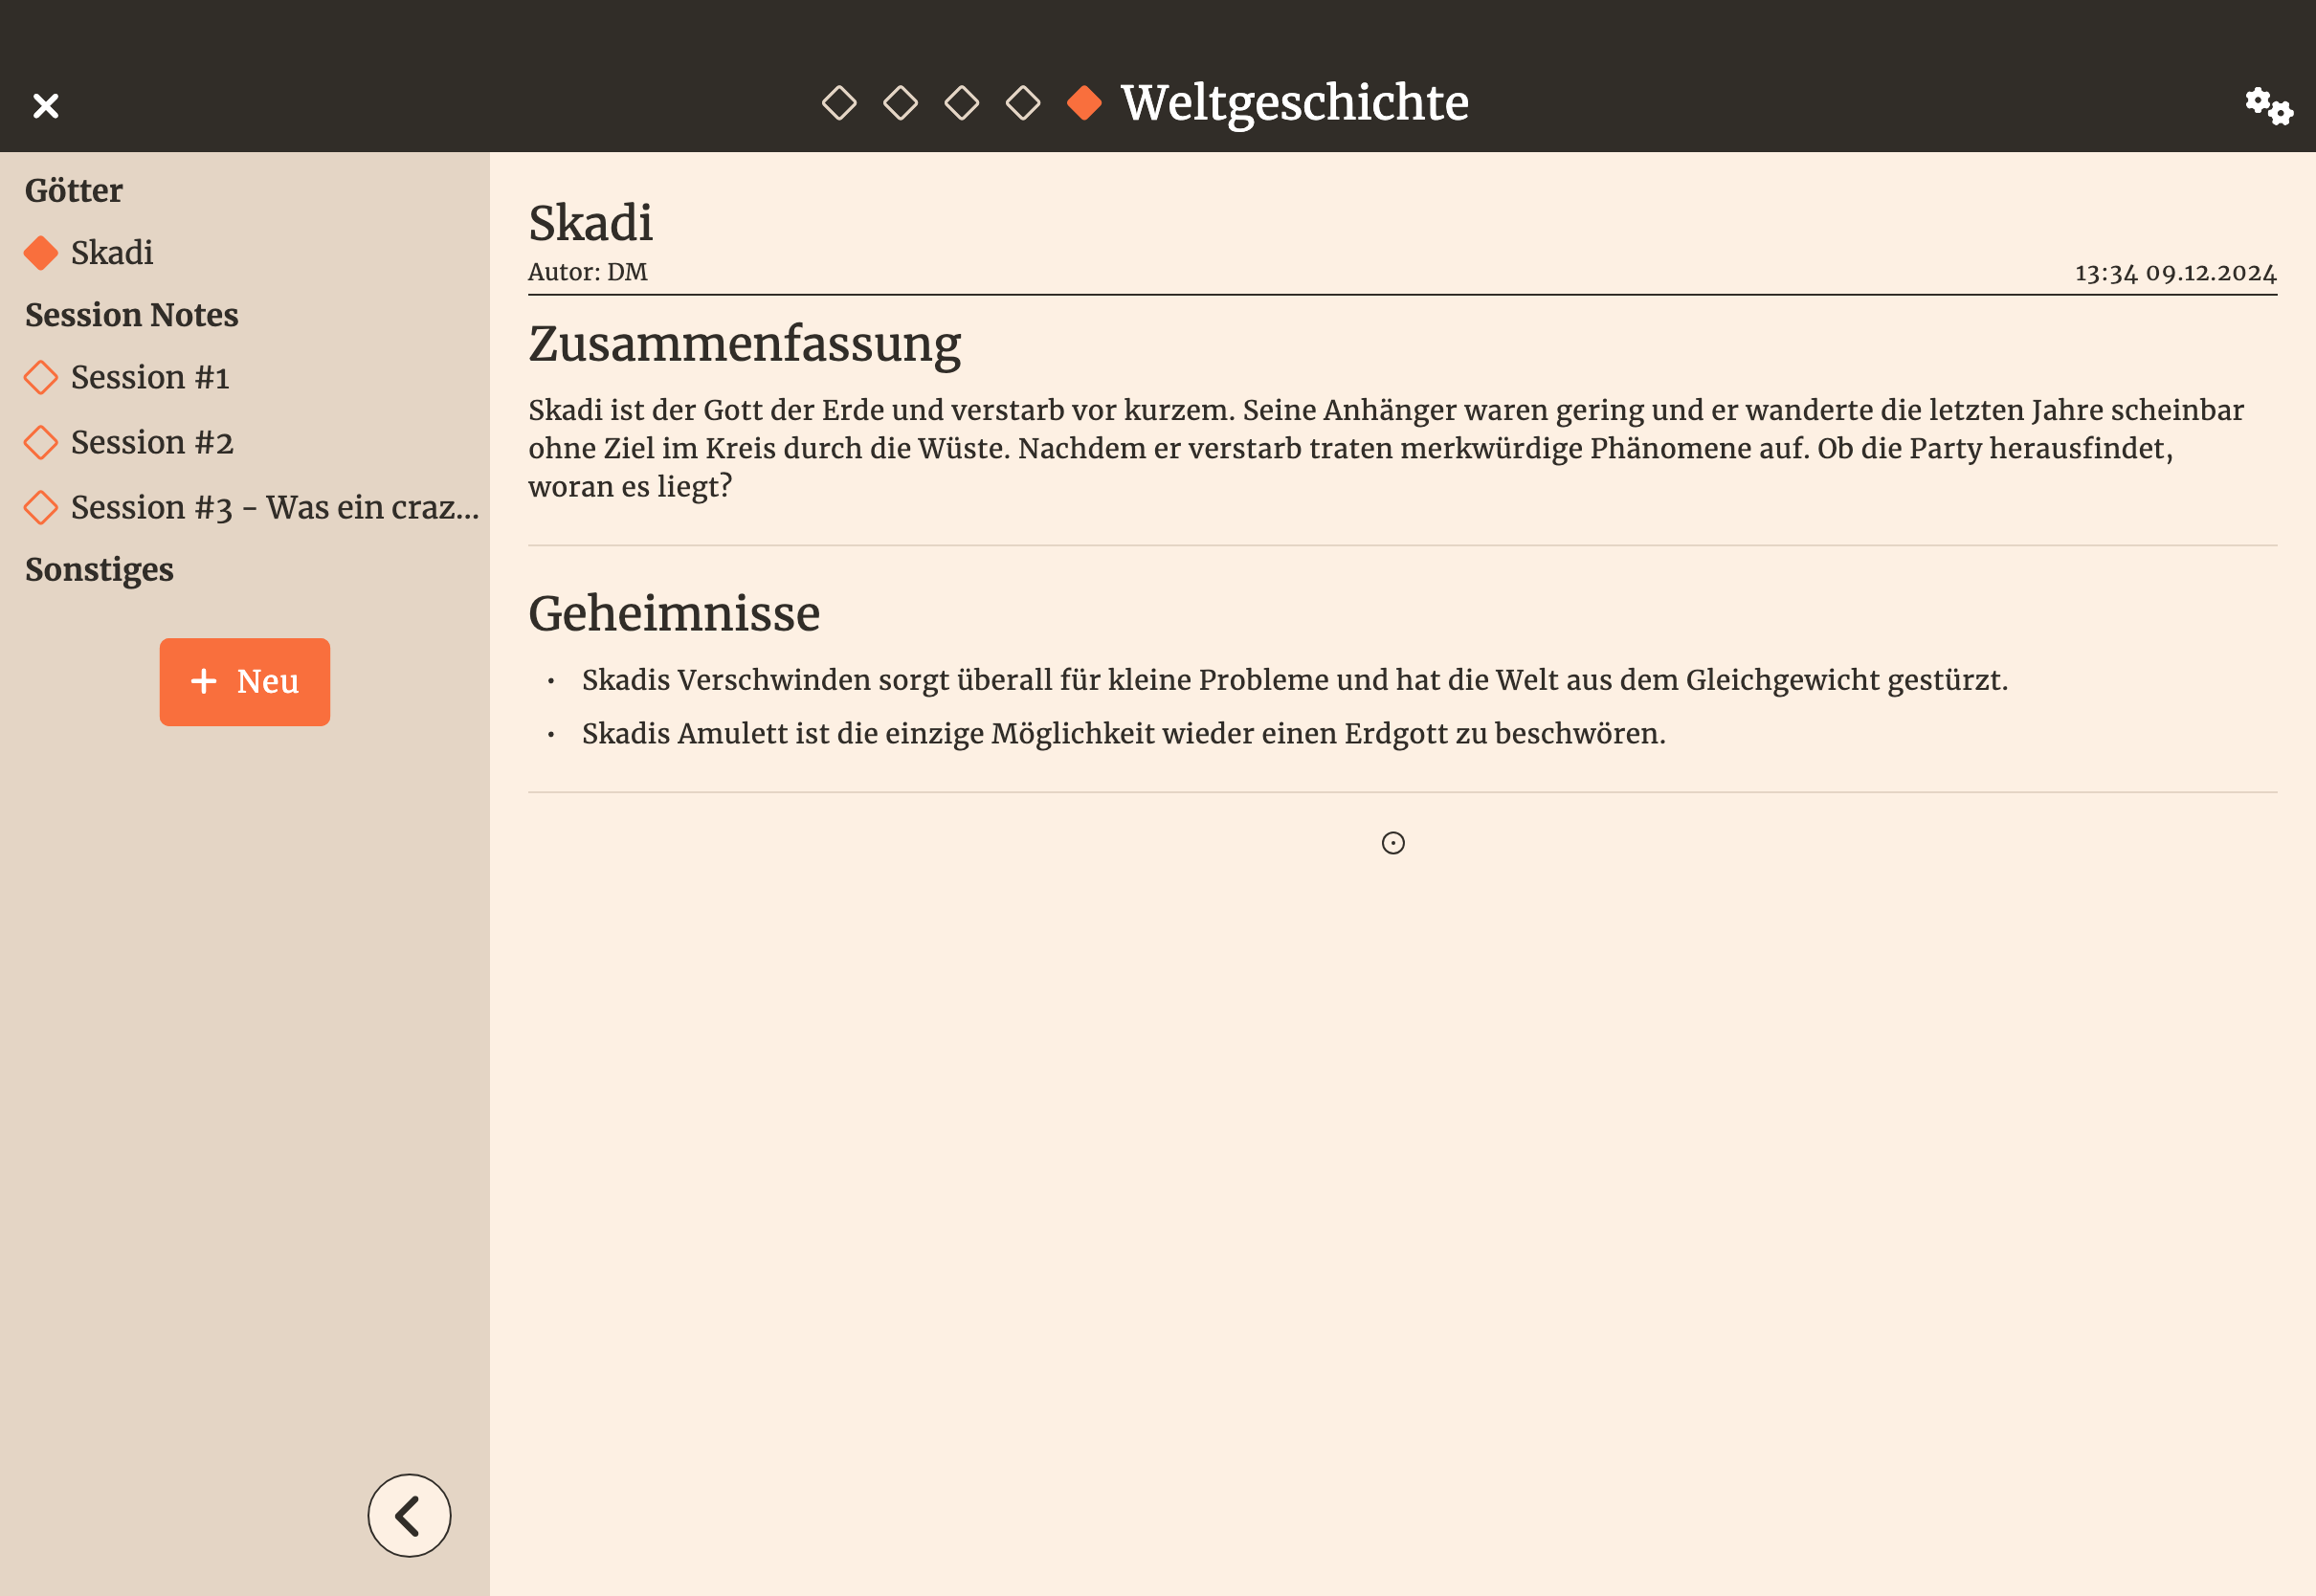 Weltgeschichte
Götter
Skadi
Session Notes
Session #1
Session #2
Session #3 - Was ein craz...
Sonstiges
+ Neu
Skadi
Autor: DM
13:34 09.12.2024
Zusammenfassung
Skadi ist der Gott der Erde und verstarb vor kurzem. Seine Anhänger waren gering und er wanderte die letzten Jahre scheinbar
ohne Ziel im Kreis durch die Wüste. Nachdem er verstarb traten merkwürdige Phänomene auf. Ob die Party herausfindet,
woran es liegt?
Geheimnisse
• Skadis Verschwinden sorgt überall für kleine Probleme und hat die Welt aus dem Gleichgewicht gestürzt.
• Skadis Amulett ist die einzige Möglichkeit wieder einen Erdgott zu beschwören.